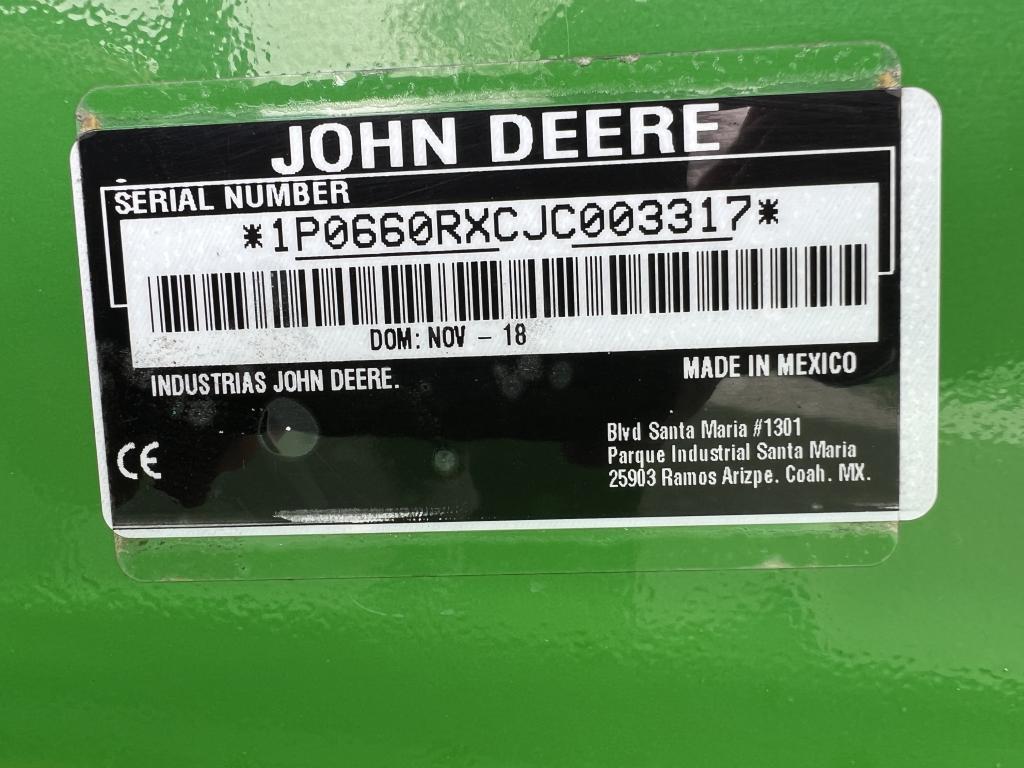 JOHN DEERE
SERIAL NUMBER
*1P0660RXCJC003317*
DOM: NOV - 18
INDUSTRIAS JOHN DEERE.
MADE IN MEXICO
CE
Blvd Santa Maria #1301
Parque Industrial Santa Maria
25903 Ramos Arizpe. Coah. MX.